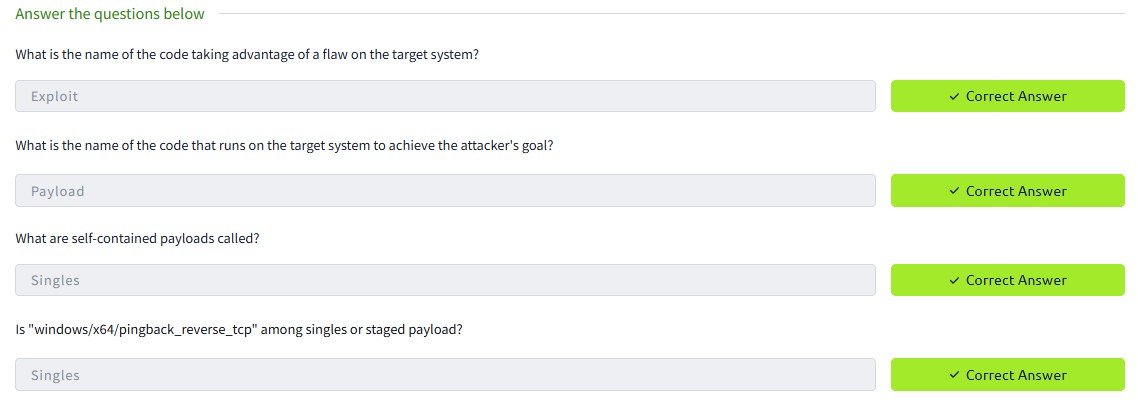 Answer the questions below
What is the name of the code taking advantage of a flaw on the target system?
Exploit ✓ Correct Answer
What is the name of the code that runs on the target system to achieve the attacker's goal?
Payload ✓ Correct Answer
What are self-contained payloads called?
Singles ✓ Correct Answer
Is "windows/x64/pingback_reverse_tcp" among singles or staged payload?
Singles ✓ Correct Answer